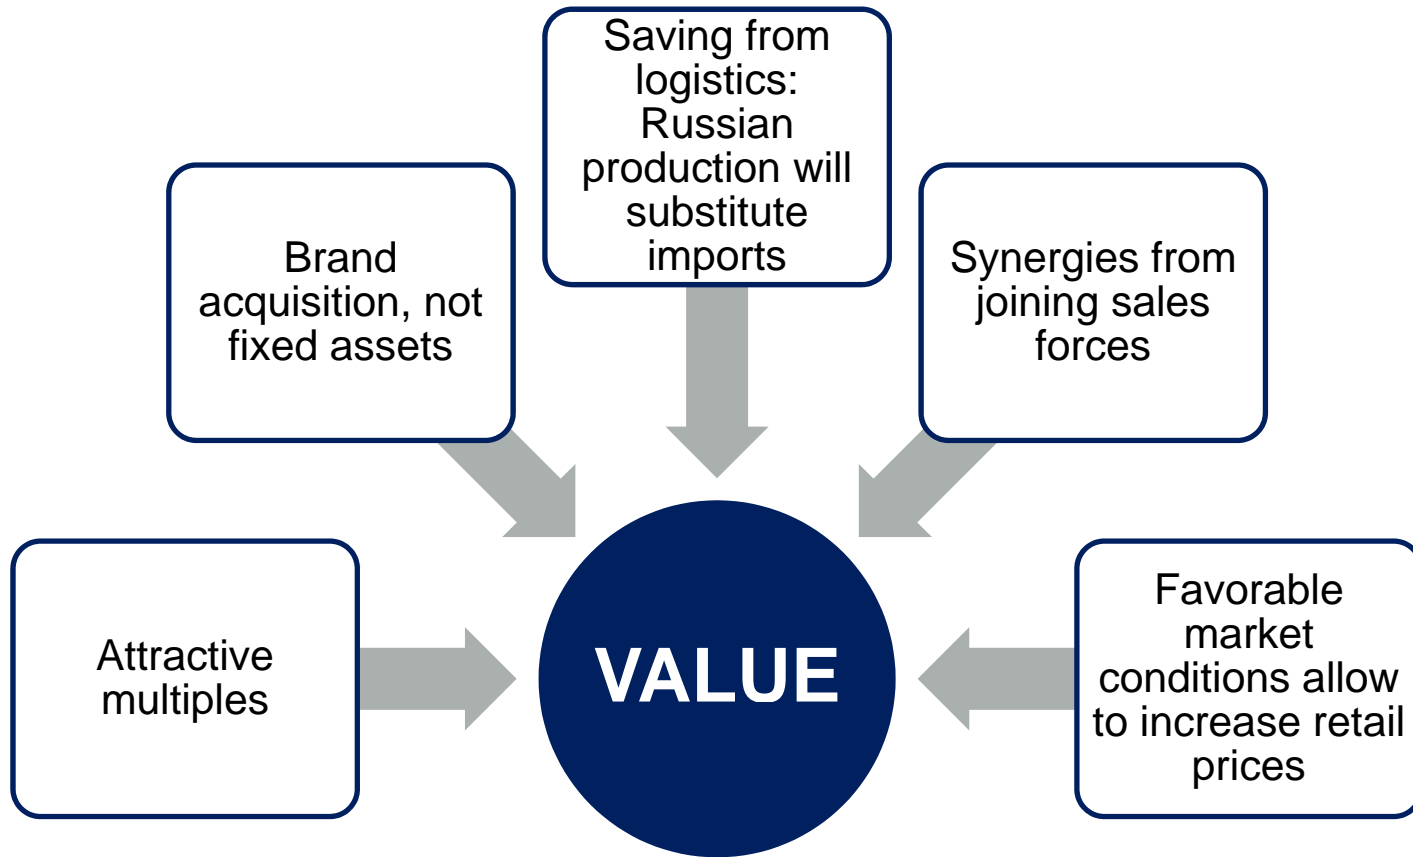 Saving from
logistics:
Russian
production will
substitute
imports
Brand
acquisition, not
fixed assets
Synergies from
joining sales
forces
Attractive
multiples
VALUE
Favorable
market
conditions allow
to increase retail
prices